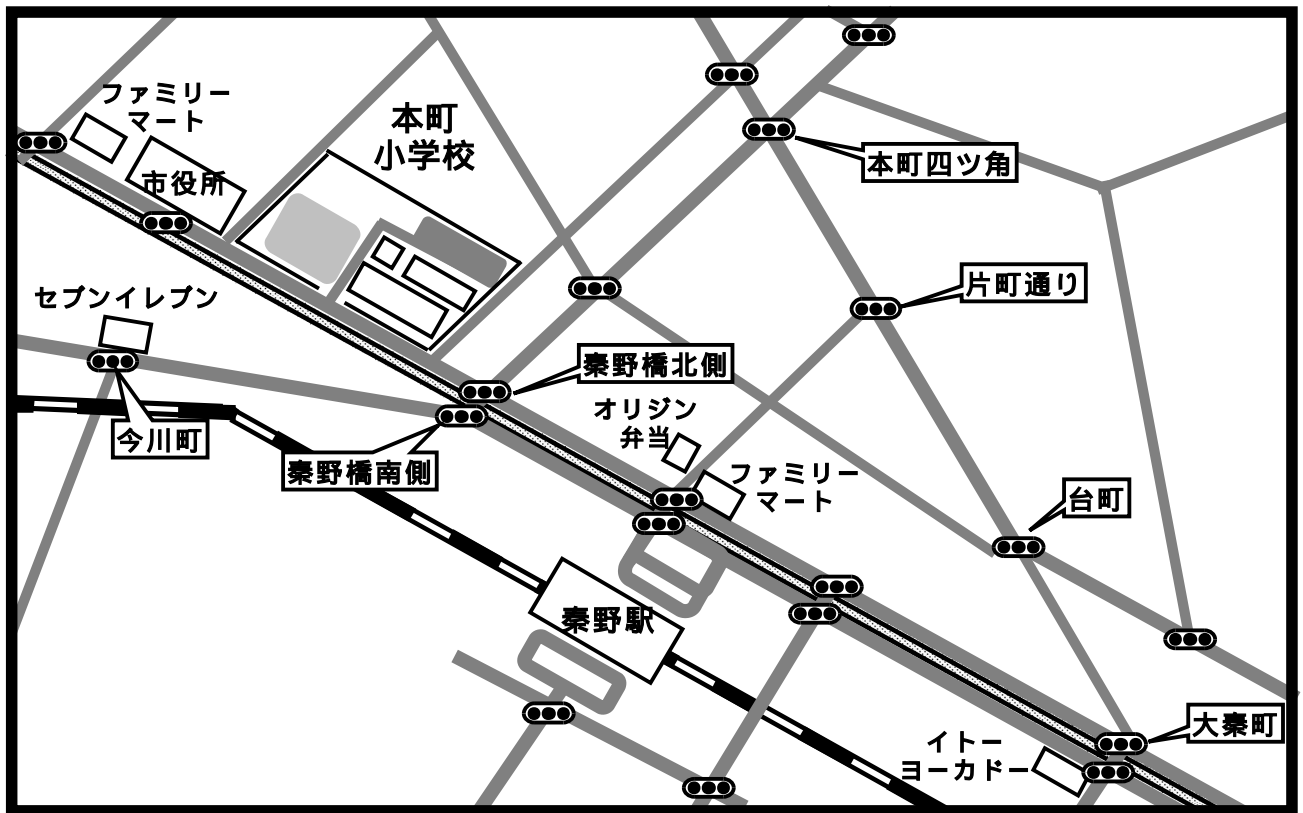 ファミリー
マート
本町
小学校
市役所
本町四ツ角
セブンイレブン
片町通り
秦野橋北側
オリジン
弁当
今川町
秦野橋南側
ファミリー
マート
台町
秦野駅
大秦町
イトー
ヨーカドー